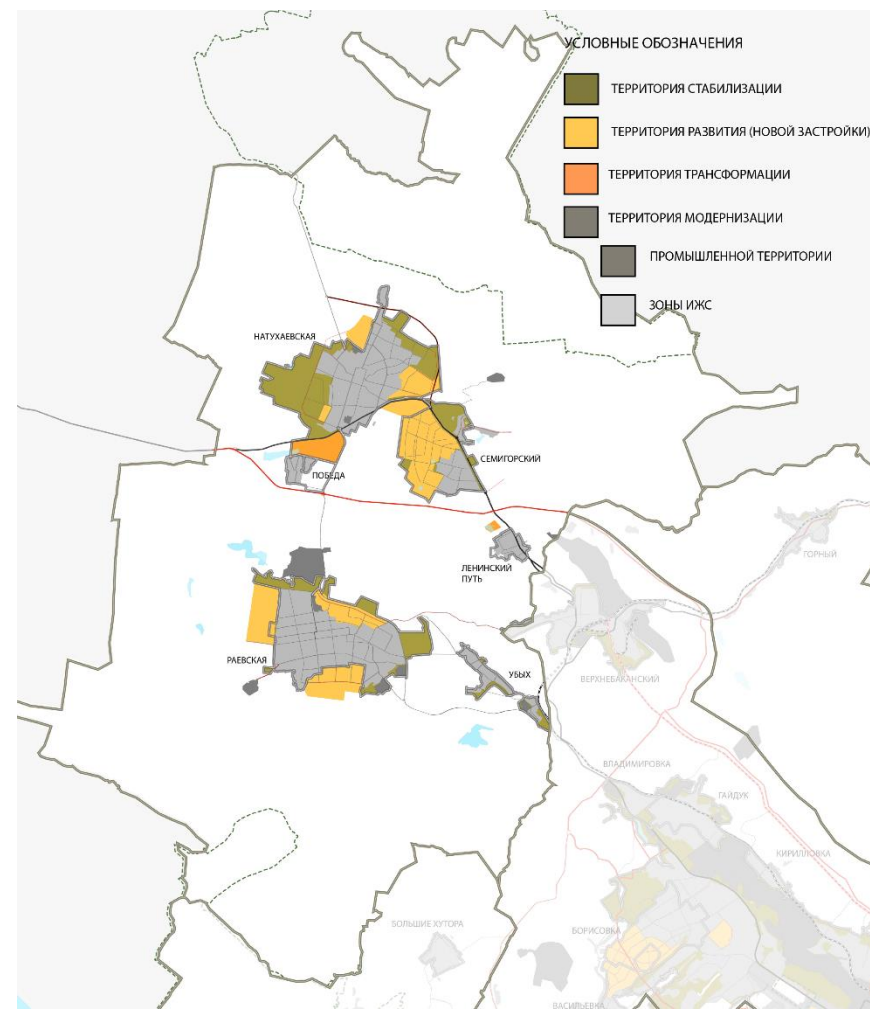 УСЛОВНЫЕ ОБОЗНАЧЕНИЯ
ТЕРРИТОРИЯ СТАБИЛИЗАЦИИ
ТЕРРИТОРИЯ РАЗВИТИЯ (НОВОЙ ЗАСТРОЙКИ)
ТЕРРИТОРИЯ ТРАНСФОРМАЦИИ
ТЕРРИТОРИЯ МОДЕРНИЗАЦИИ
ПРОМЫШЛЕННОЙ ТЕРРИТОРИИ
ЗОНЫ ИЖС
НАТУХАЕВСКАЯ
СЕМИГОРСКИЙ
ПОБЕДА
ГОРНЫЙ
ЛЕНИНСКИЙ
ПУТЬ
РАЕВСКАЯ
УБЫХ
ВЕРХНЕБАКАНСКИЙ
ВЛАДИМИРОВКА
ГАЙДУК
КИРИЛЛОВКА
БОЛЬШИЕ ХУТОРА
БОРИСОВКА
ВАСИЛЬЕВКА